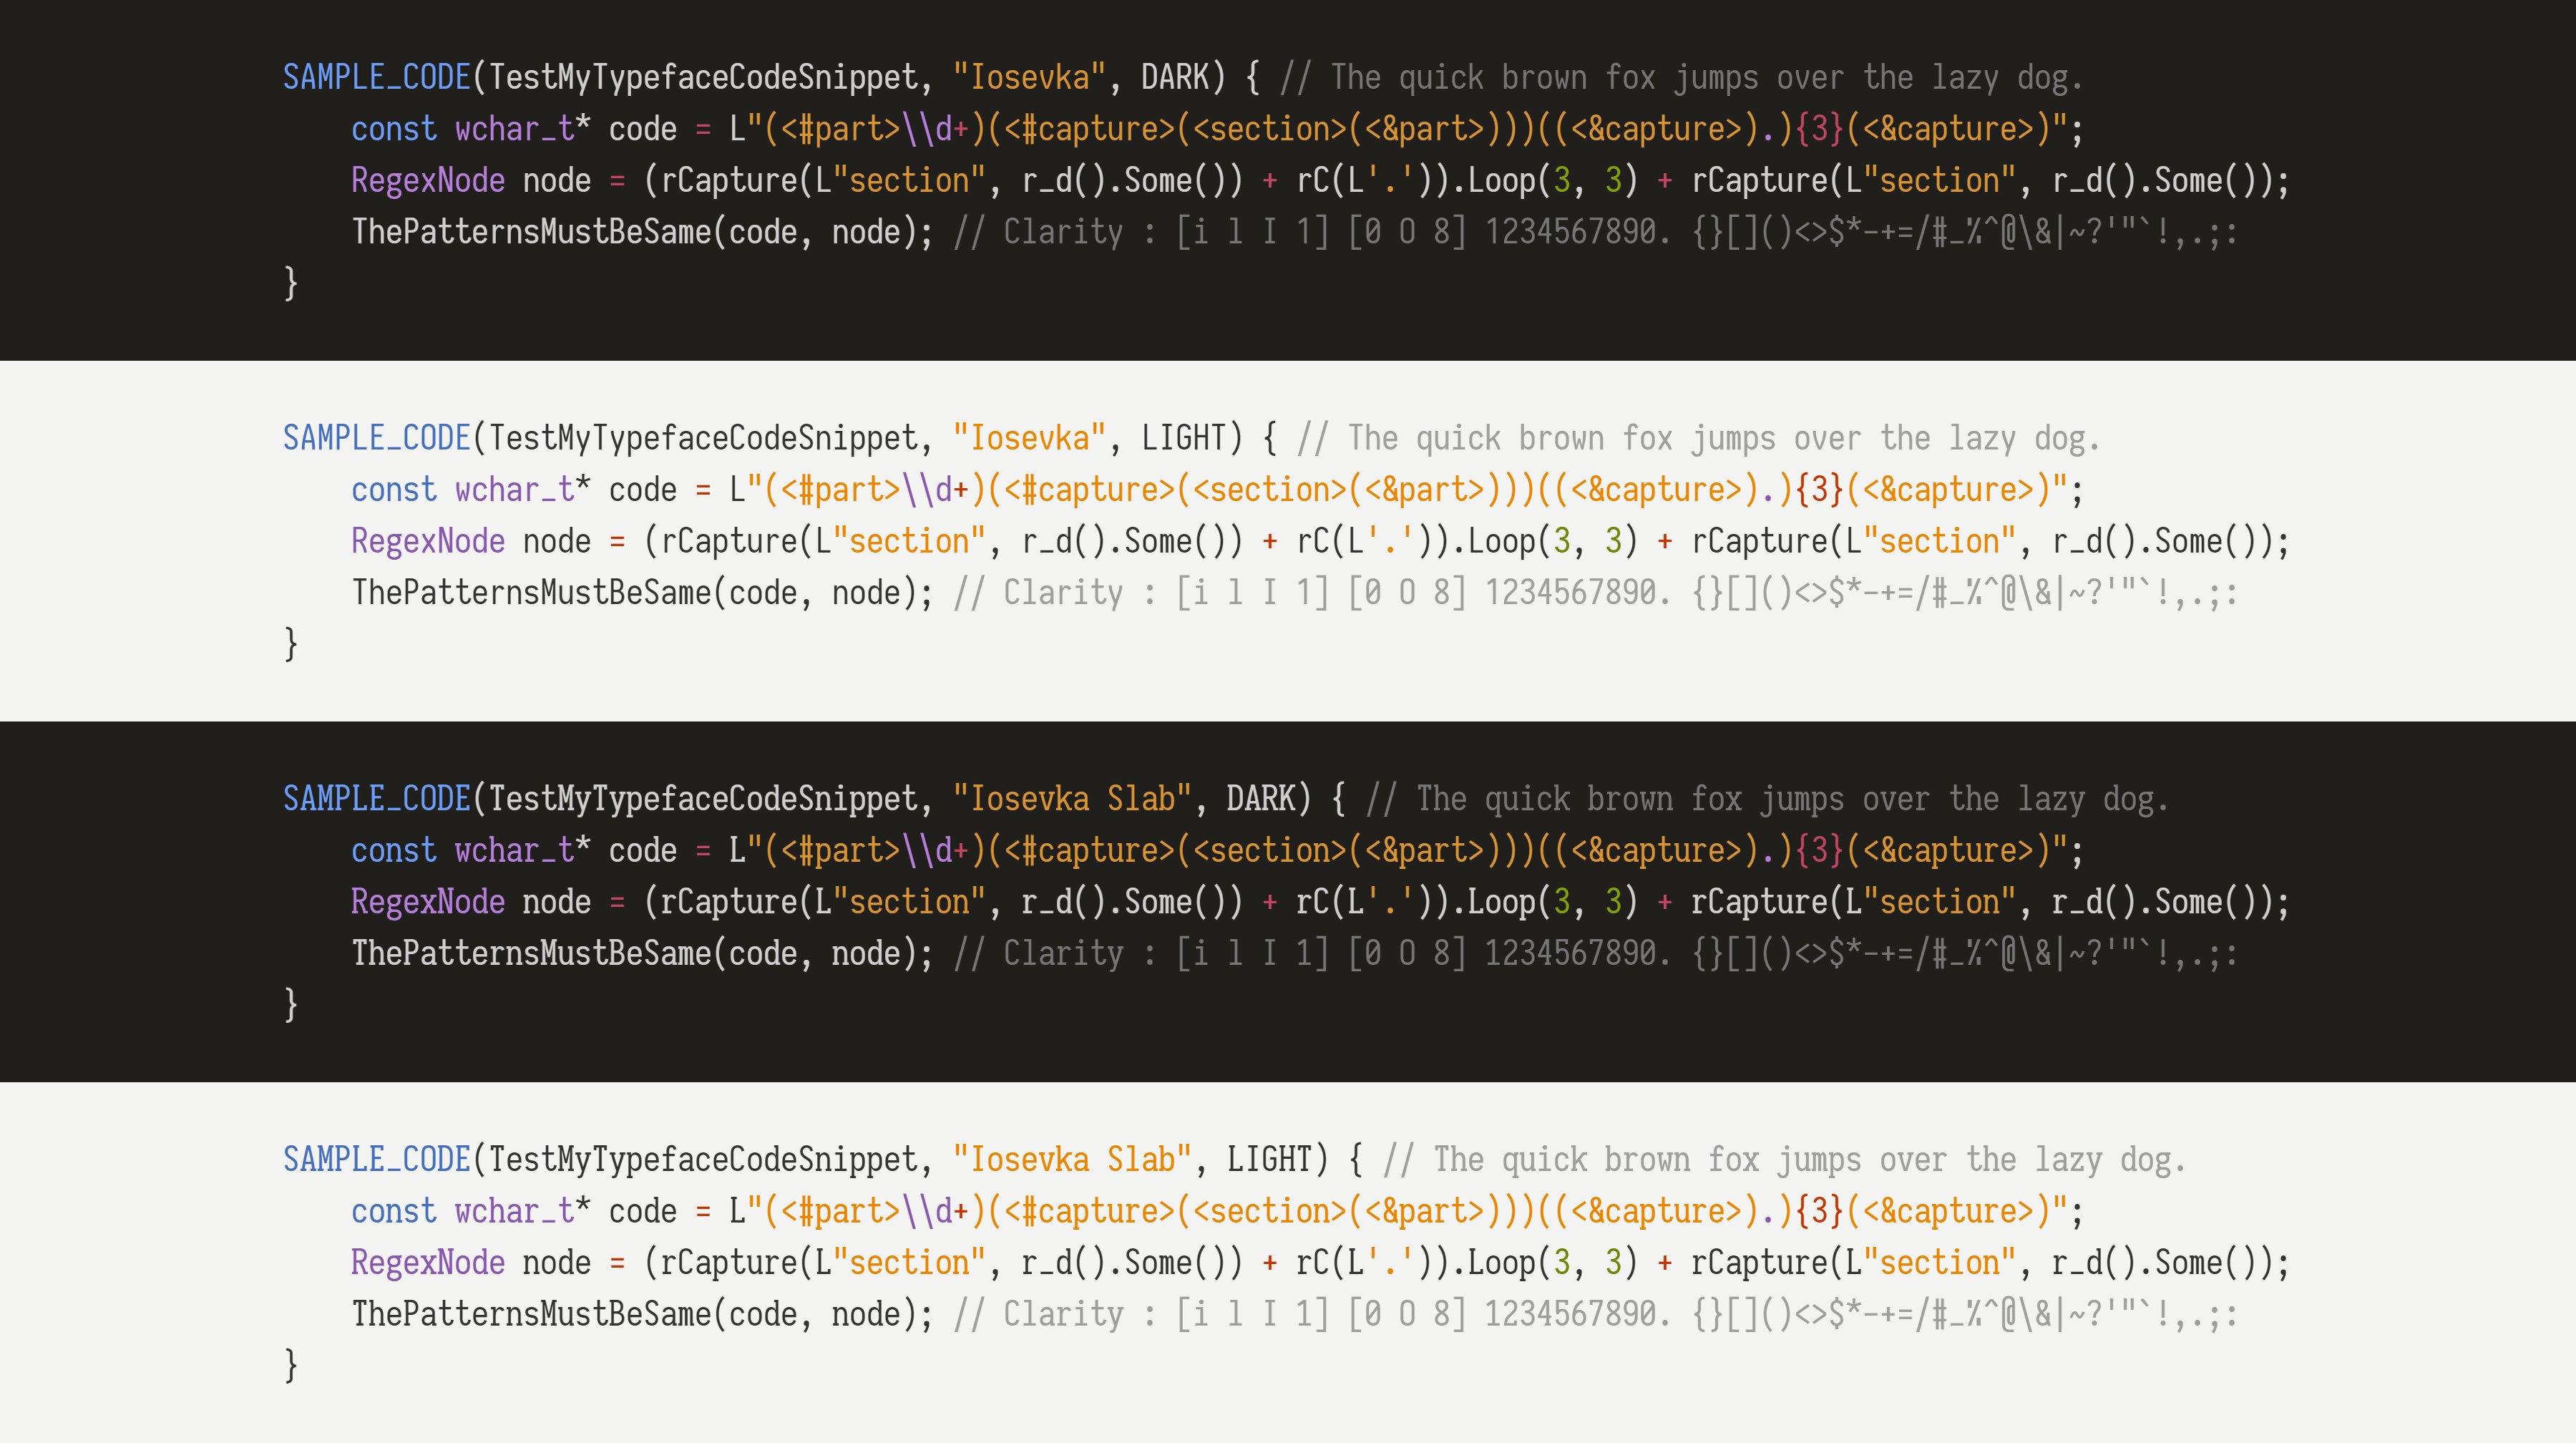 SAMPLE_CODE(TestMyTypefaceCodeSnippet, "Iosevka", DARK) { // The quick brown fox jumps over the lazy dog.
    const wchar_t* code = L"(<#part>\\d+)(<#capture>(<section>(<&part>)))((<&capture>).){3}(<&capture>)";
    RegexNode node = (rCapture(L"section", r_d().Some()) + rC(L'.')).Loop(3, 3) + rCapture(L"section", r_d().Some());
    ThePatternsMustBeSame(code, node); // Clarity : [i l I 1] [0 O 8] 1234567890. {}[]()<>$*-+=/#_%^@\&|~?'"`!,.;:
}
SAMPLE_CODE(TestMyTypefaceCodeSnippet, "Iosevka", LIGHT) { // The quick brown fox jumps over the lazy dog.
    const wchar_t* code = L"(<#part>\\d+)(<#capture>(<section>(<&part>)))((<&capture>).){3}(<&capture>)";
    RegexNode node = (rCapture(L"section", r_d().Some()) + rC(L'.')).Loop(3, 3) + rCapture(L"section", r_d().Some());
    ThePatternsMustBeSame(code, node); // Clarity : [i l I 1] [0 O 8] 1234567890. {}[]()<>$*-+=/#_%^@\&|~?'"`!,.;:
}
SAMPLE_CODE(TestMyTypefaceCodeSnippet, "Iosevka Slab", DARK) { // The quick brown fox jumps over the lazy dog.
    const wchar_t* code = L"(<#part>\\d+)(<#capture>(<section>(<&part>)))((<&capture>).){3}(<&capture>)";
    RegexNode node = (rCapture(L"section", r_d().Some()) + rC(L'.')).Loop(3, 3) + rCapture(L"section", r_d().Some());
    ThePatternsMustBeSame(code, node); // Clarity : [i l I 1] [0 O 8] 1234567890. {}[]()<>$*-+=/#_%^@\&|~?'"`!,.;:
}
SAMPLE_CODE(TestMyTypefaceCodeSnippet, "Iosevka Slab", LIGHT) { // The quick brown fox jumps over the lazy dog.
    const wchar_t* code = L"(<#part>\\d+)(<#capture>(<section>(<&part>)))((<&capture>).){3}(<&capture>)";
    RegexNode node = (rCapture(L"section", r_d().Some()) + rC(L'.')).Loop(3, 3) + rCapture(L"section", r_d().Some());
    ThePatternsMustBeSame(code, node); // Clarity : [i l I 1] [0 O 8] 1234567890. {}[]()<>$*-+=/#_%^@\&|~?'"`!,.;:
}